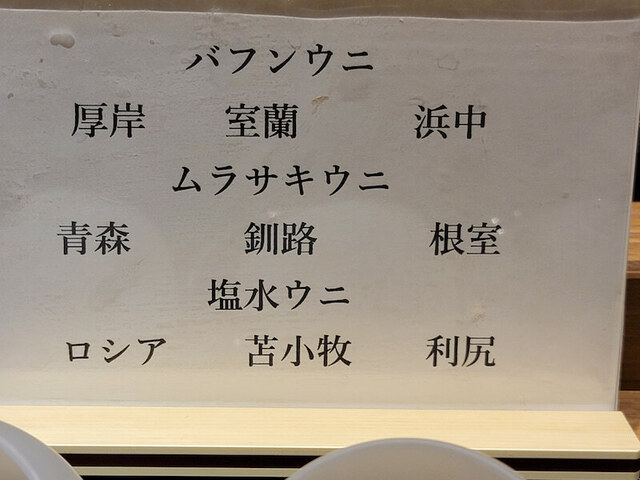 バフンウニ
厚岸 室蘭 浜中
ムラサキウニ
青森 釧路 根室
塩水ウニ
ロシア 苫小牧 利尻